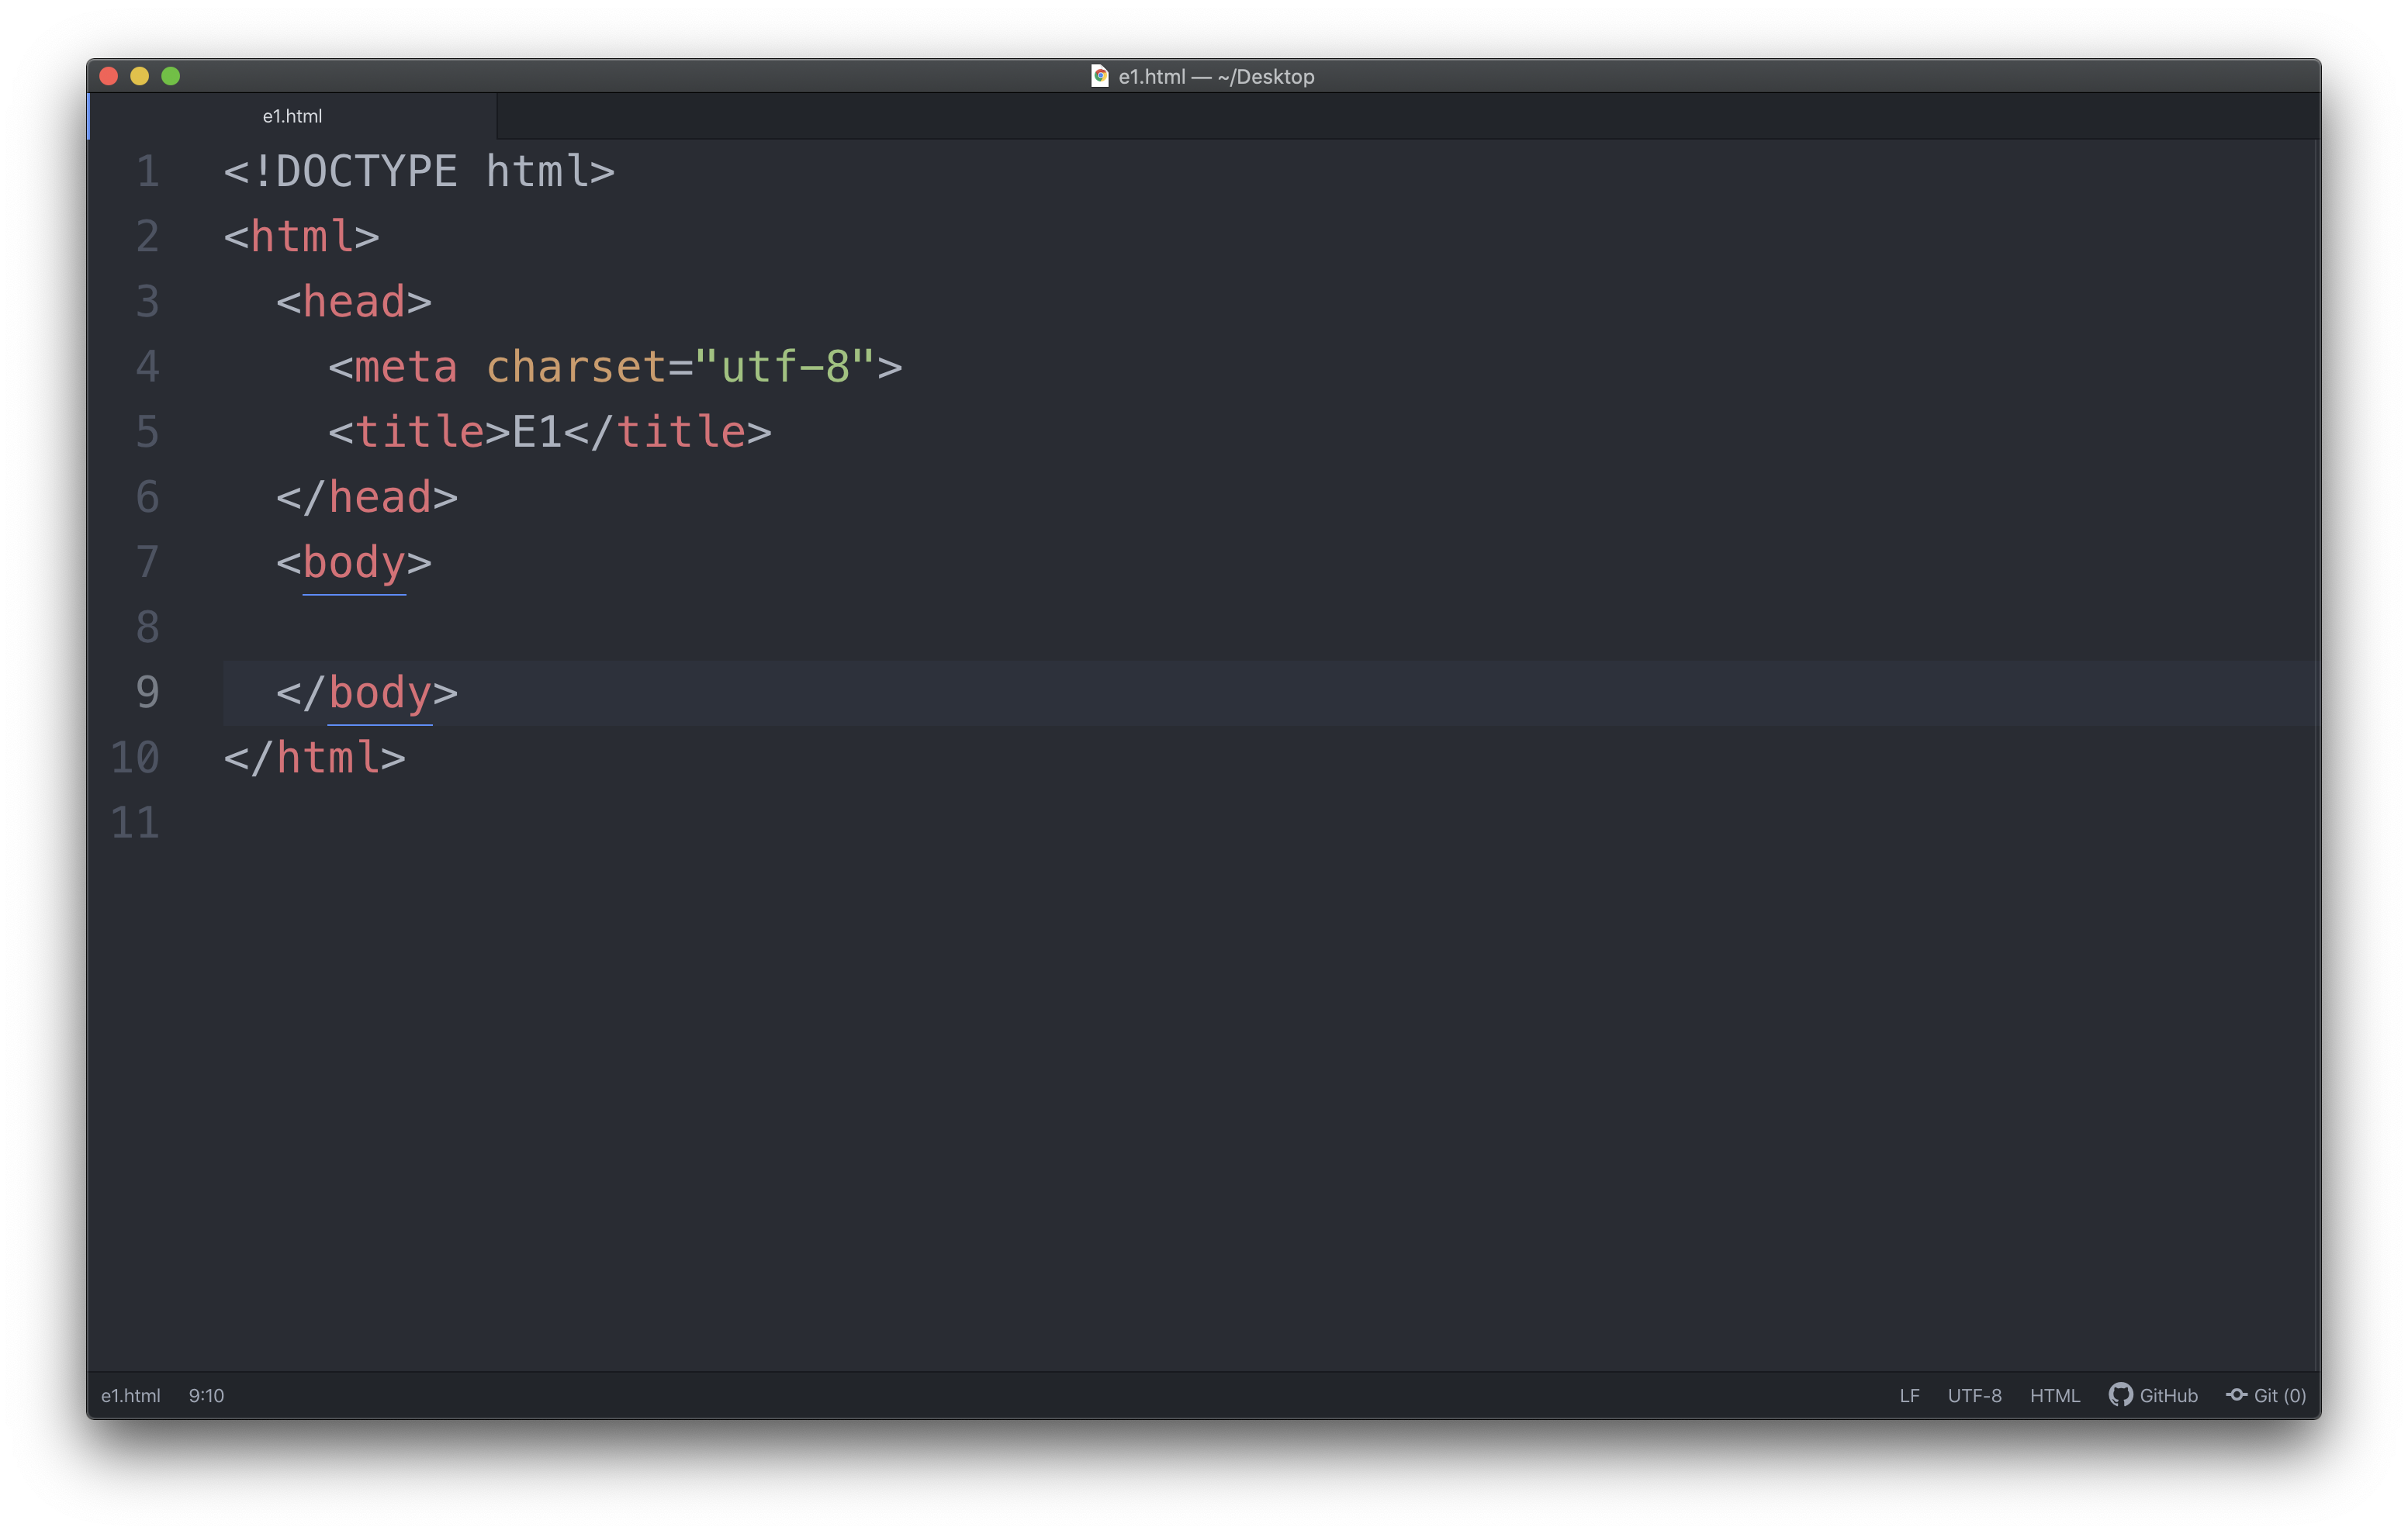 e1.html — ~/Desktop
e1.html
1 <!DOCTYPE html>
2 <html>
3   <head>
4     <meta charset="utf-8">
5     <title>E1</title>
6   </head>
7   <body>
8
9   </body>
10 </html>
11
e1.html 9:10 LF UTF-8 HTML GitHub Git (0)